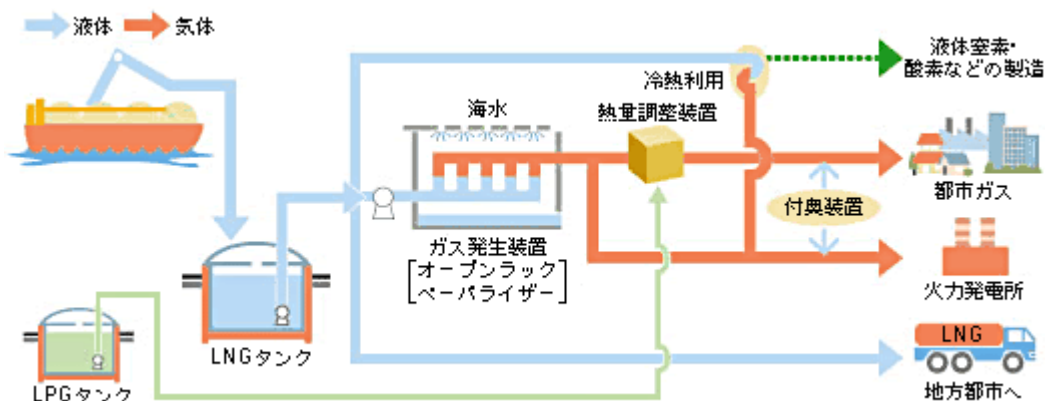 液体
気体
液体窒素・
酸素などの製造
冷熱利用
海水
熱量調整装置
都市ガス
付臭装置
ガス発生装置
[オープンラック
ベーパライザー]
火力発電所
LNG
LNGタンク
LPGタンク
地方都市へ